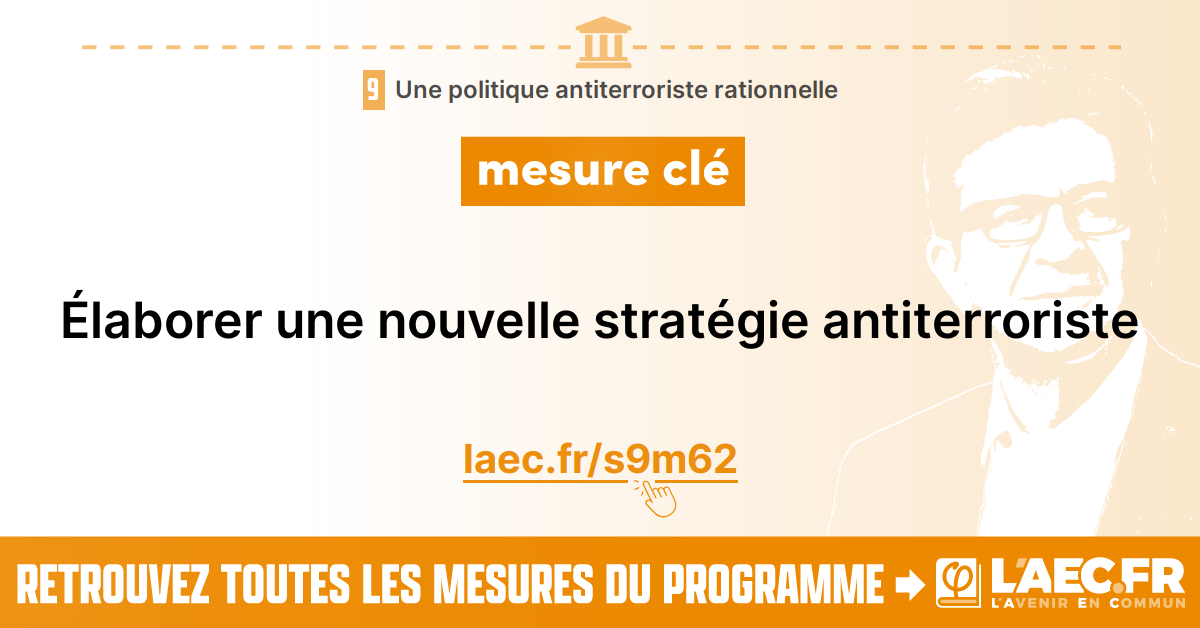 9 Une politique antiterroriste rationnelle
mesure clé
Élaborer une nouvelle stratégie antiterroriste
laec.fr/s9m62
RETROUVEZ TOUTES LES MESURES DU PROGRAMME → φ L'AEC.FR
L'AVENIR EN COMMUN